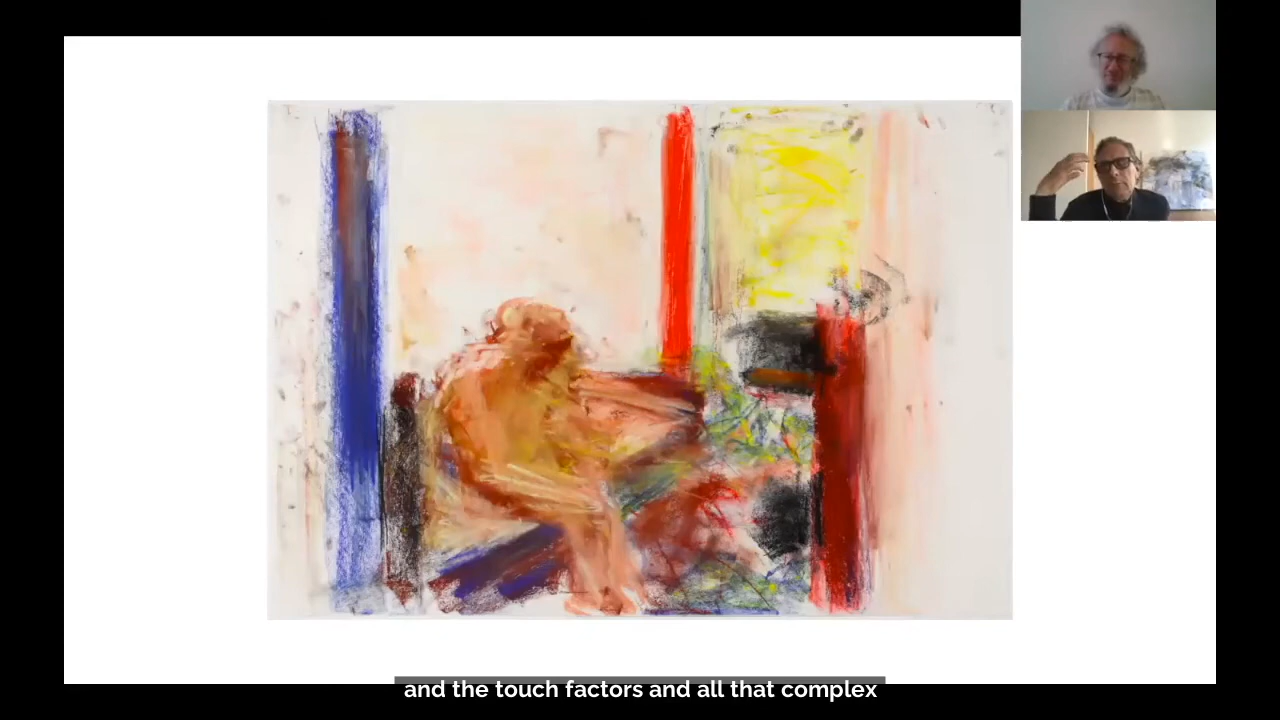 and the touch factors and all that complex